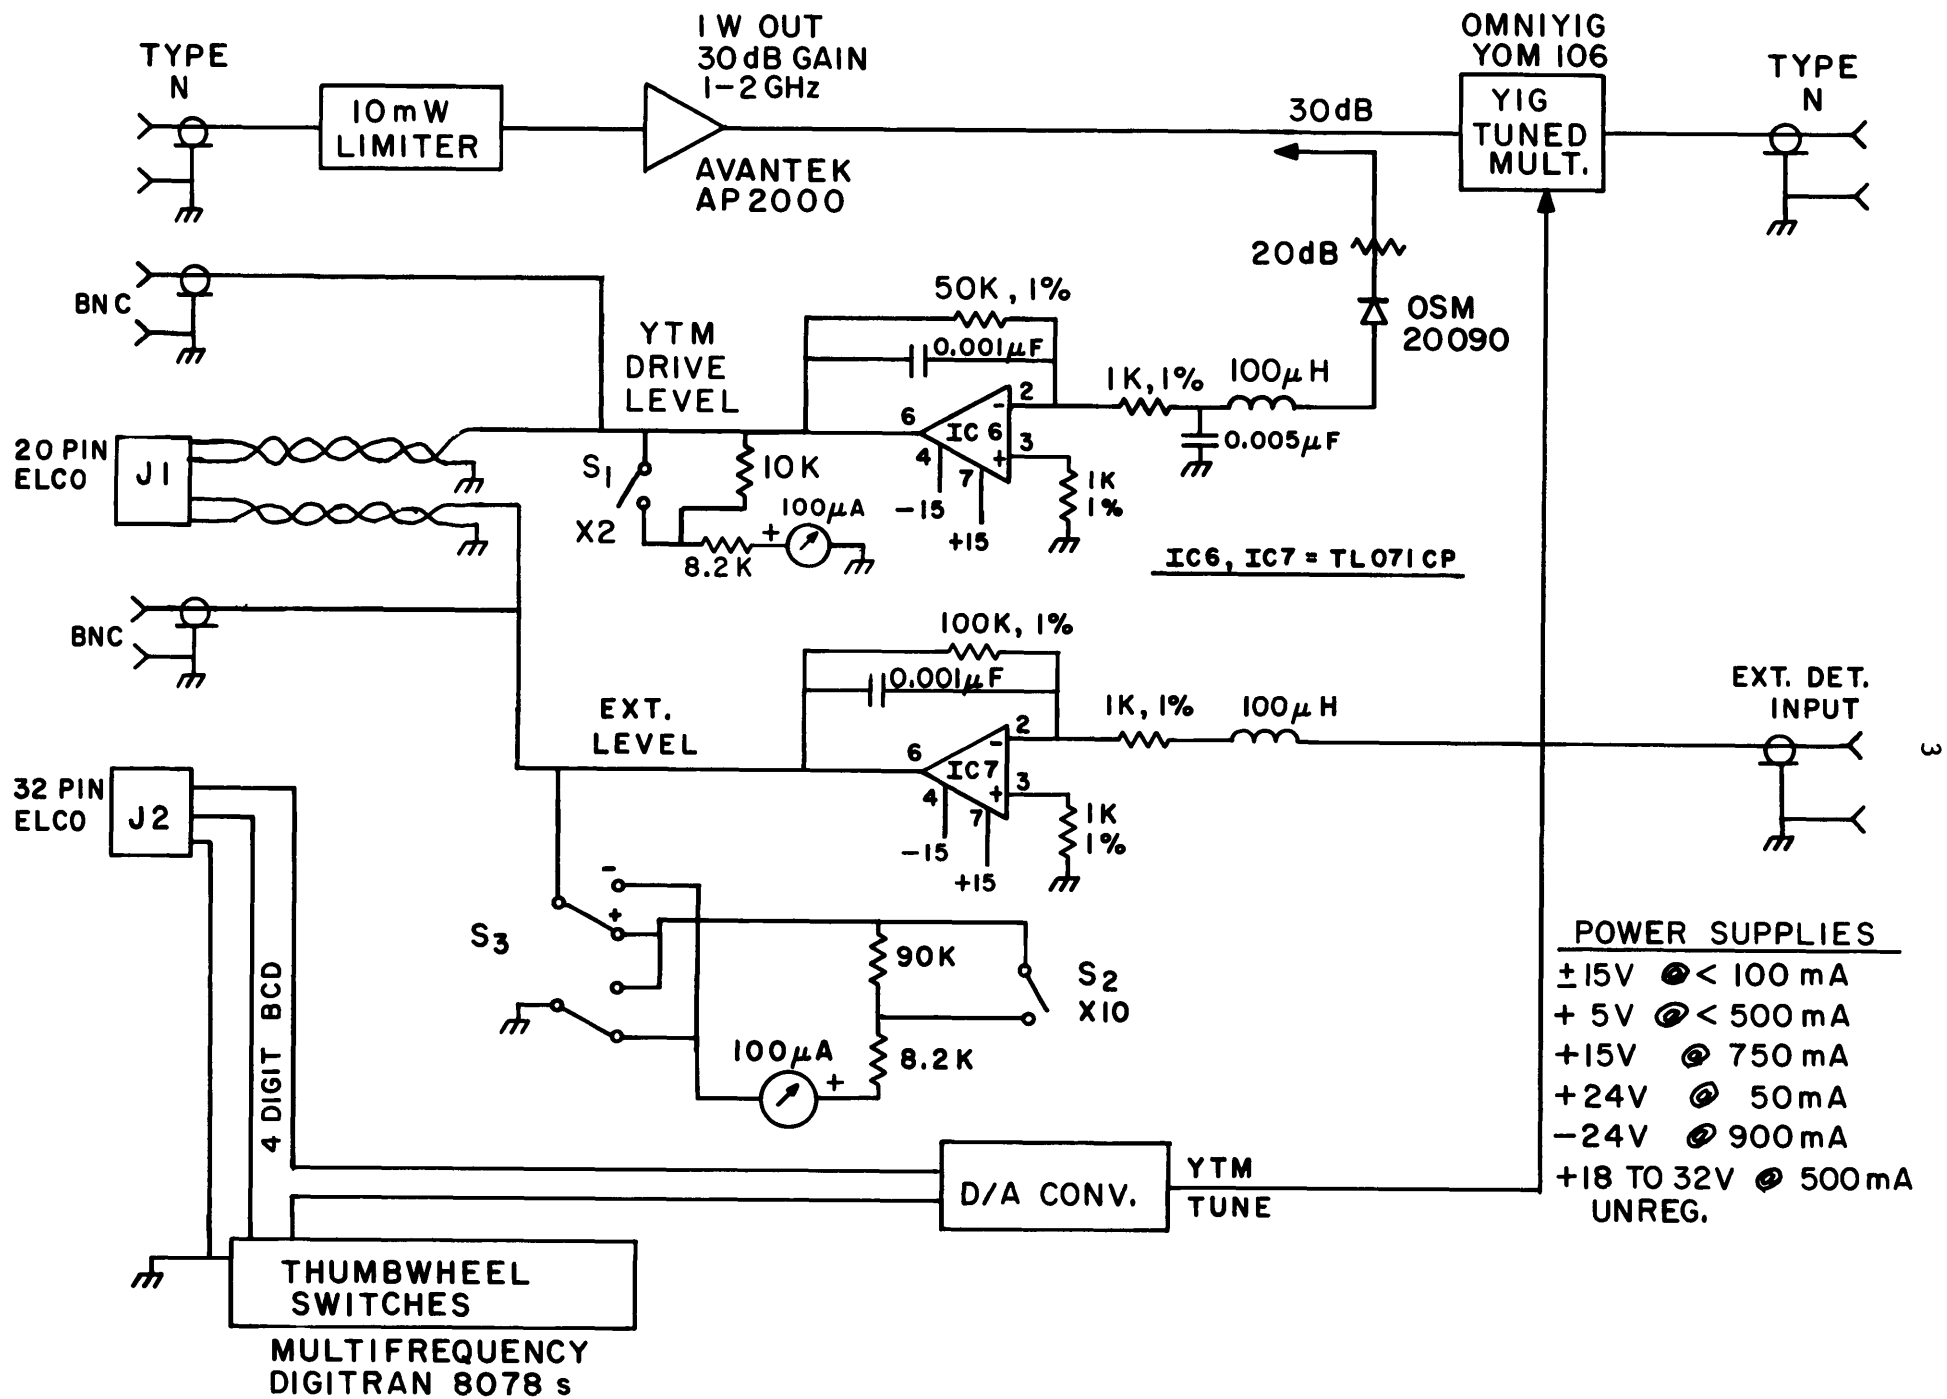 TYPE
N
10mW
LIMITER
1W OUT
30dB GAIN
1-2 GHz
AVANTEK
AP2000
30dB
OMNIYIG
YOM 106
YIG
TUNED
MULT.
TYPE
N
20dB
OSM
20090
BNC
YTM
DRIVE
LEVEL
50K, 1%
0.001μF
1K, 1%
100μH
0.005μF
2
6
IC6
-
+
3
4
7
-15
+15
1K
1%
20 PIN
ELCO
J1
S1
X2
10K
100μA
+
8.2K
IC6, IC7 = TL071CP
BNC
100K, 1%
0.001μF
1K, 1%
100μH
EXT.
LEVEL
2
6
IC7
-
+
3
4
7
-15
+15
1K
1%
EXT. DET.
INPUT
3
32 PIN
ELCO
J2
S3
-
+
90K
S2
X10
8.2K
100μA
+
4 DIGIT BCD
D/A CONV.
YTM
TUNE
POWER SUPPLIES
±15V @ < 100mA
+ 5V @ < 500mA
+15V @ 750mA
+24V @ 50mA
-24V @ 900mA
+18 TO 32V @ 500mA
UNREG.
THUMBWHEEL
SWITCHES
MULTIFREQUENCY
DIGITRAN 8078 s